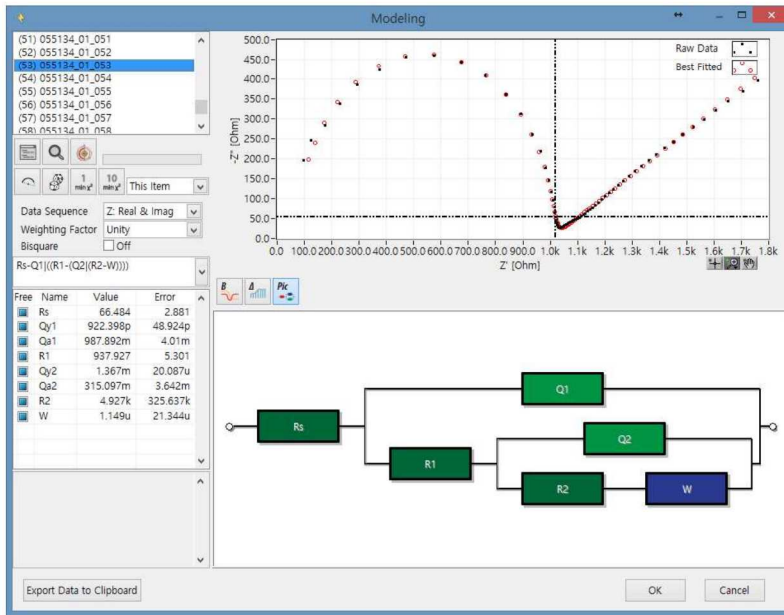 Modeling
(51) 055134_01_051
(52) 055134_01_052
(53) 055134_01_053
(54) 055134_01_054
(55) 055134_01_055
(56) 055134_01_056
(57) 055134_01_057
(58) 055134_01_058
1 min χ²
10 min χ²
This Item
Data Sequence Z: Real & Imag
Weighting Factor Unity
Bisquare Off
Rs-Q1|((R1-(Q2|(R2-W))))
Free Name Value Error
Rs 66.484 2.881
Qy1 922.398p 48.924p
Qa1 987.892m 4.01m
R1 937.927 5.301
Qy2 1.367m 20.087u
Qa2 315.097m 3.642m
R2 4.927k 325.637k
W 1.149u 21.344u
Export Data to Clipboard
-Z" [Ohm]
500.0
450.0
400.0
350.0
300.0
250.0
200.0
150.0
100.0
50.0
0.0
Raw Data
Best Fitted
0.0 100.0 200.0 300.0 400.0 500.0 600.0 700.0 800.0 900.0 1.0k 1.1k 1.2k 1.3k 1.4k 1.5k 1.6k 1.7k 1.8k
Z' [Ohm]
B
Δ
Pic
Q1
Rs
Q2
R1
R2
W
OK
Cancel